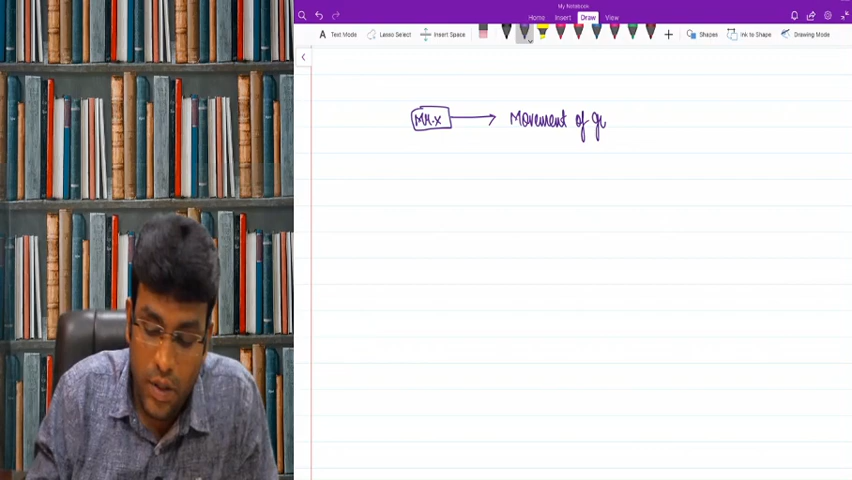 My Notebook
Home Insert Draw View
A Text Mode Lasso Select Insert Space Shapes Ink to Shape Drawing Mode
MR.X → Movement of go